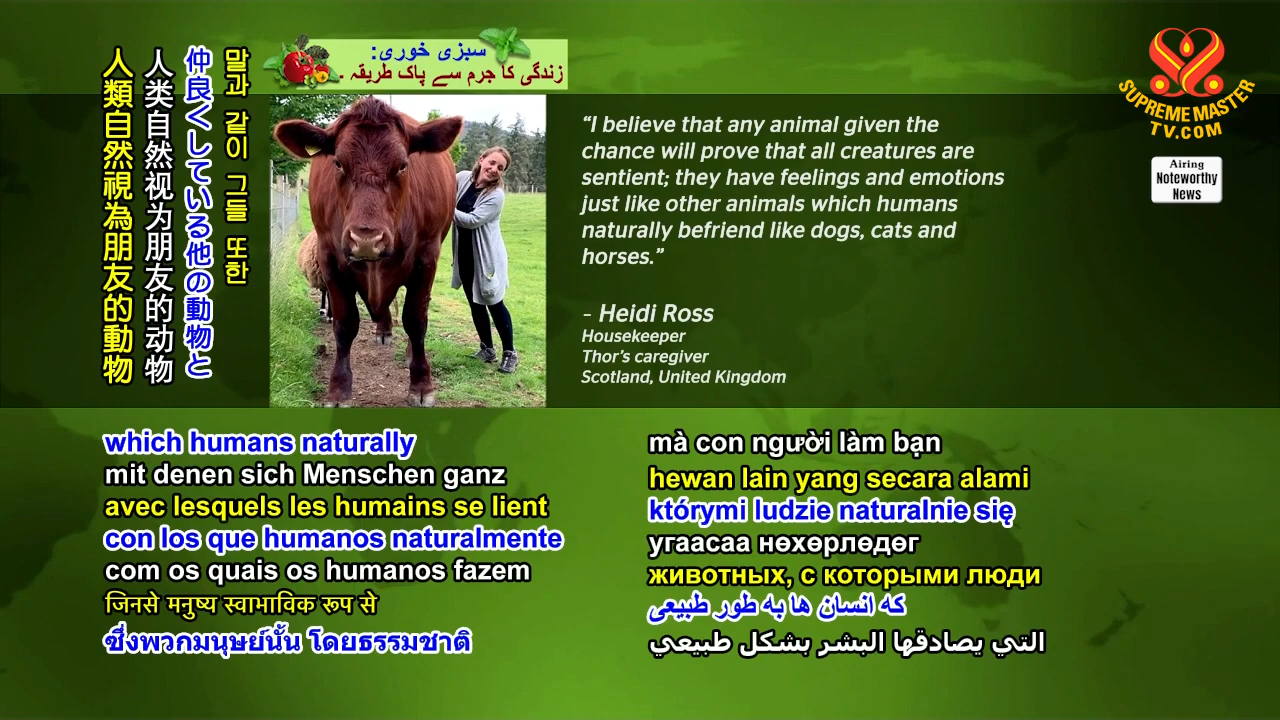 人類自然視為朋友的動物
人类自然视为朋友的动物
仲良くしている他の動物と
말과 같이 그들 또한
سبزی خوری:
زندگی کا جرم سے پاک طریقہ ۔
“I believe that any animal given the
chance will prove that all creatures are
sentient; they have feelings and emotions
just like other animals which humans
naturally befriend like dogs, cats and
horses.”
– Heidi Ross
Housekeeper
Thor’s caregiver
Scotland, United Kingdom
SUPREME MASTER
TV.COM
Airing
Noteworthy
News
which humans naturally
mit denen sich Menschen ganz
avec lesquels les humains se lient
con los que humanos naturalmente
com os quais os humanos fazem
जिनसे मनुष्य स्वाभाविक रूप से
ซึ่งพวกมนุษย์นั้น โดยธรรมชาติ
mà con người làm bạn
hewan lain yang secara alami
którymi ludzie naturalnie się
угаасаа нөхөрлөдөг
животных, с которыми люди
که انسان ها به طور طبیعی
التي يصادقها البشر بشكل طبيعي